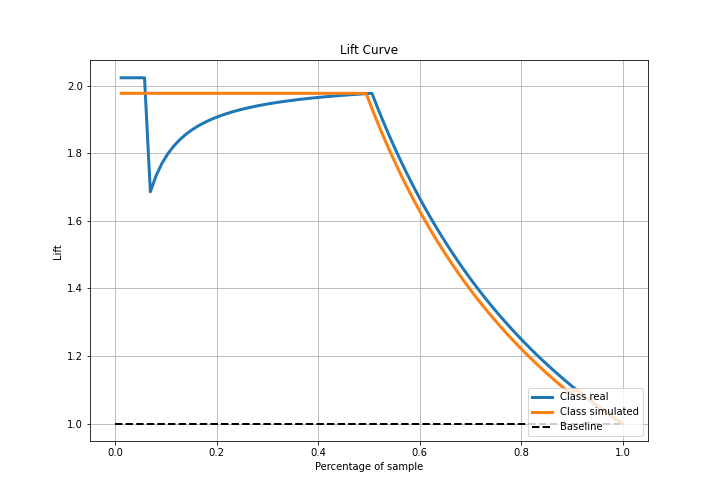 Lift Curve
Lift
2.0
1.8
1.6
1.4
1.2
1.0
0.0
0.2
0.4
0.6
0.8
1.0
Percentage of sample
Class real
Class simulated
Baseline